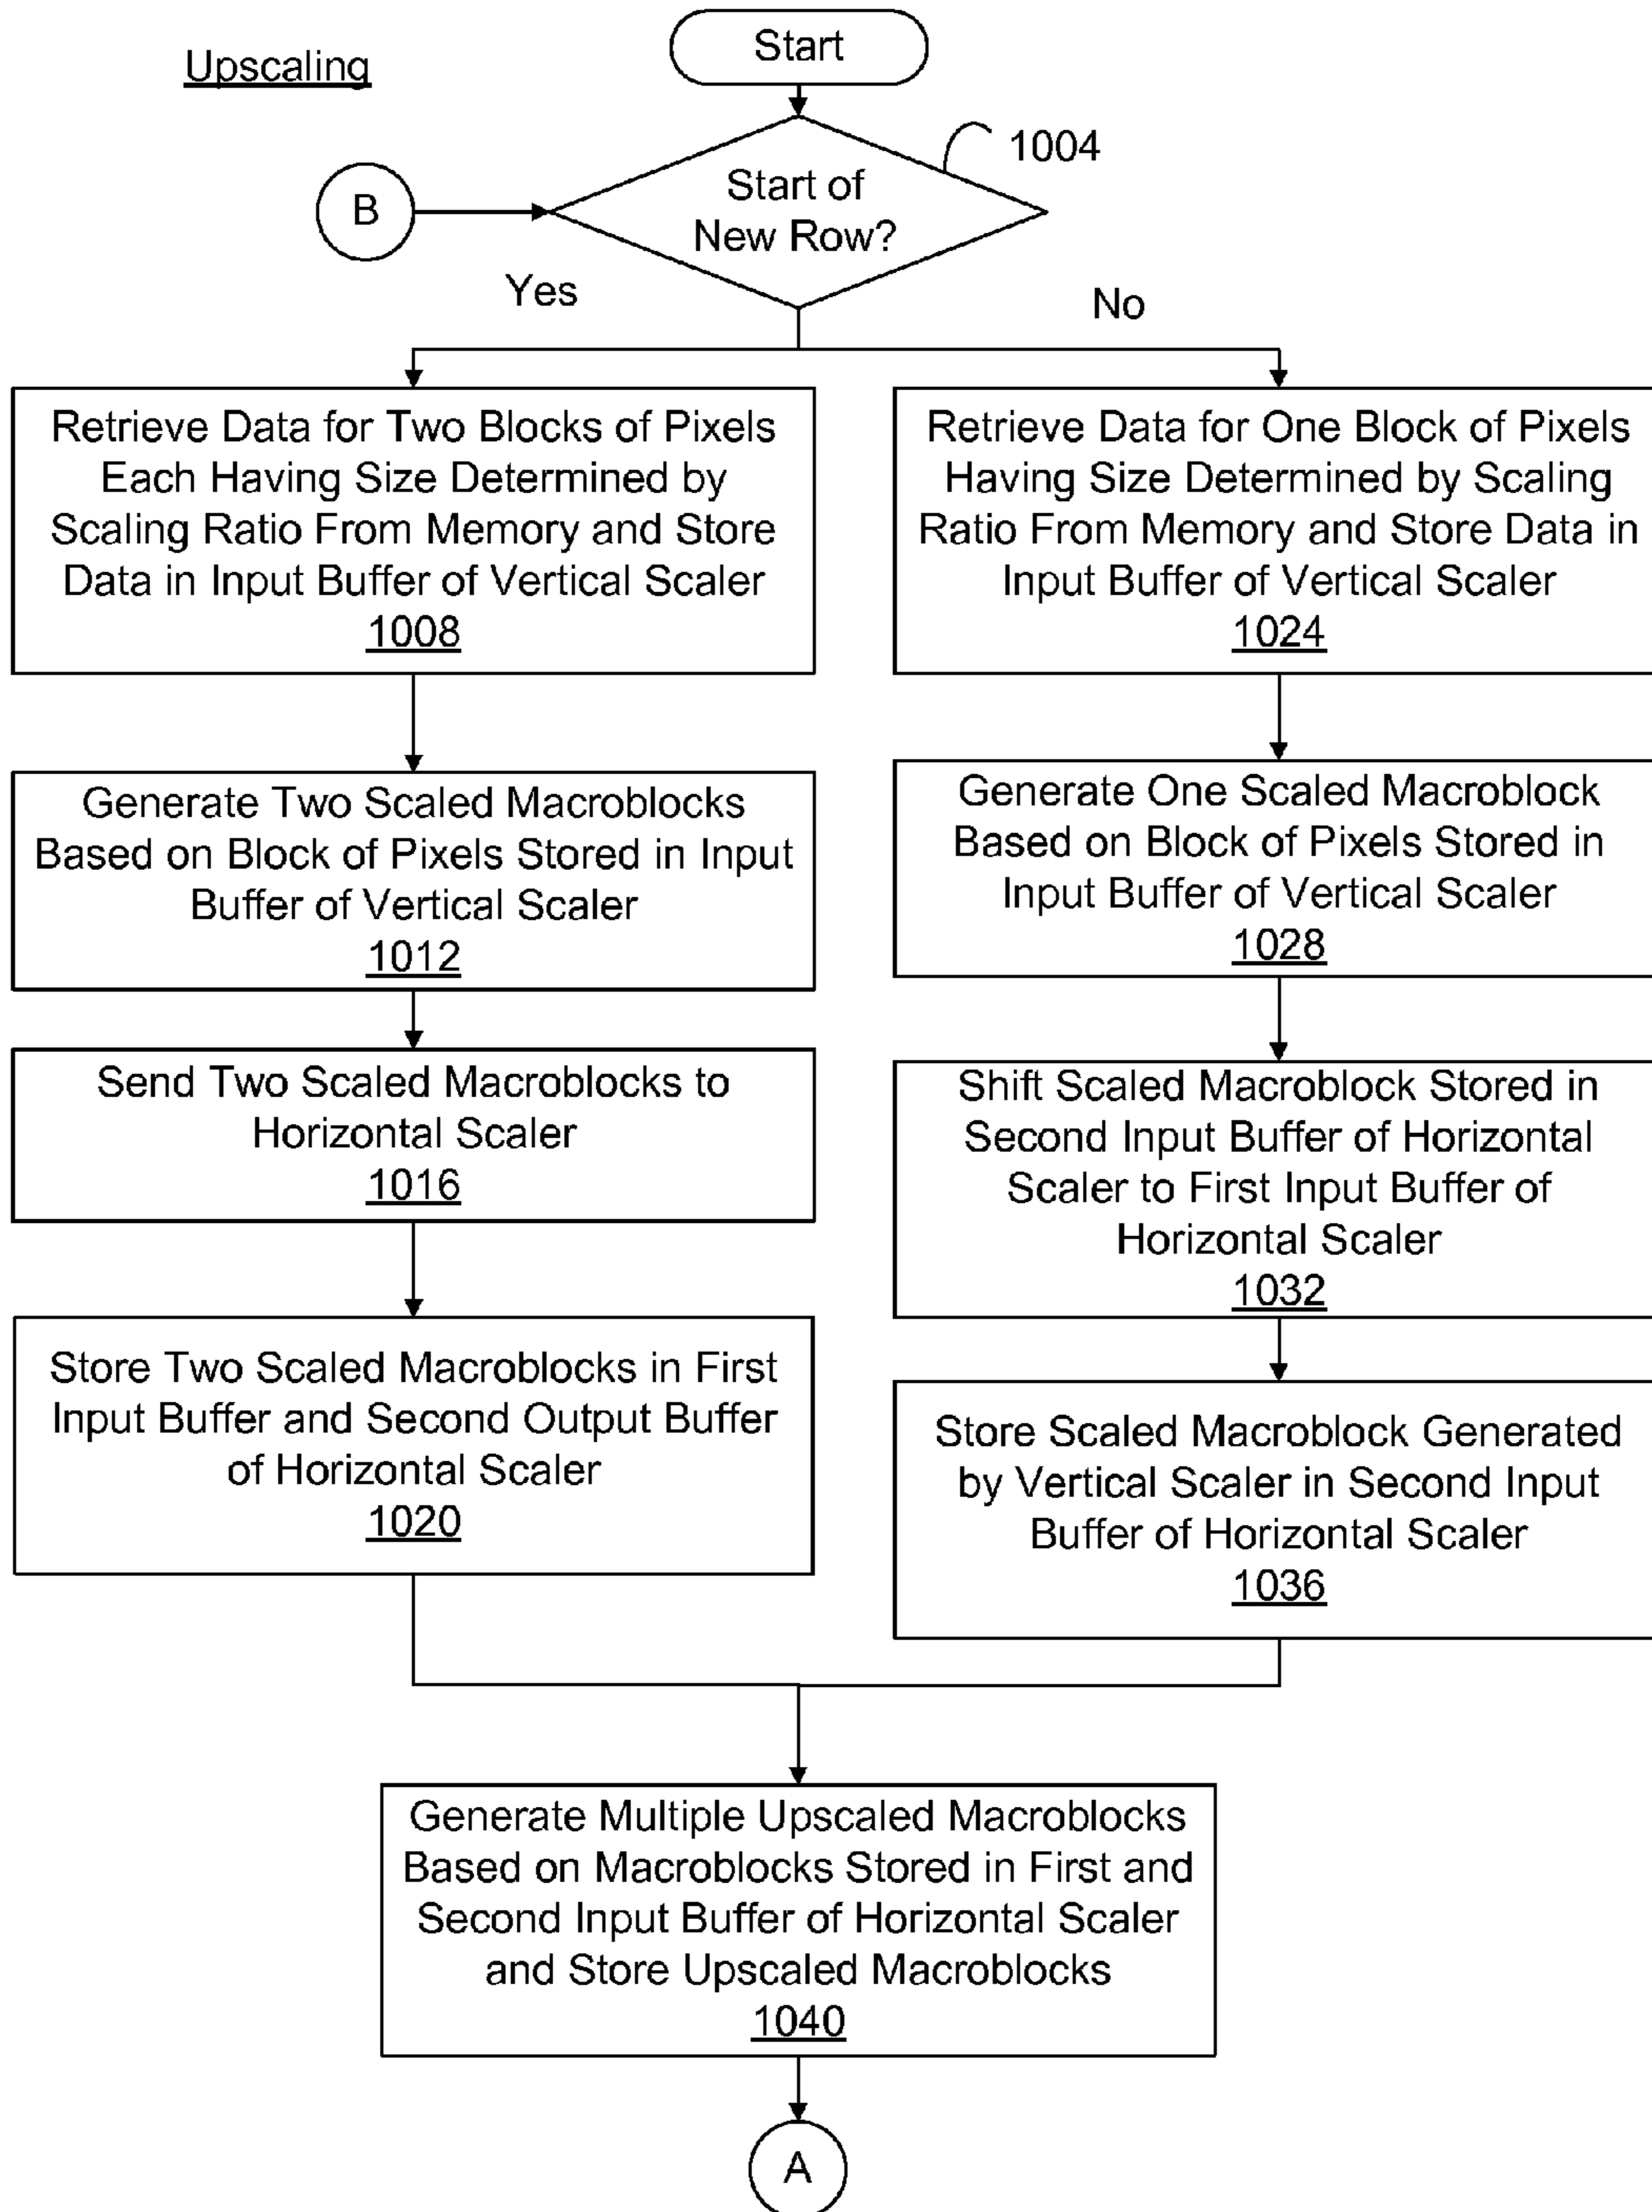 Upscaling
Start
1004
B
Start of
New Row?
Yes
No
Retrieve Data for Two Blocks of Pixels
Each Having Size Determined by
Scaling Ratio From Memory and Store
Data in Input Buffer of Vertical Scaler
1008
Retrieve Data for One Block of Pixels
Having Size Determined by Scaling
Ratio From Memory and Store Data in
Input Buffer of Vertical Scaler
1024
Generate Two Scaled Macroblocks
Based on Block of Pixels Stored in Input
Buffer of Vertical Scaler
1012
Generate One Scaled Macroblock
Based on Block of Pixels Stored in
Input Buffer of Vertical Scaler
1028
Send Two Scaled Macroblocks to
Horizontal Scaler
1016
Shift Scaled Macroblock Stored in
Second Input Buffer of Horizontal
Scaler to First Input Buffer of
Horizontal Scaler
1032
Store Two Scaled Macroblocks in First
Input Buffer and Second Output Buffer
of Horizontal Scaler
1020
Store Scaled Macroblock Generated
by Vertical Scaler in Second Input
Buffer of Horizontal Scaler
1036
Generate Multiple Upscaled Macroblocks
Based on Macroblocks Stored in First and
Second Input Buffer of Horizontal Scaler
and Store Upscaled Macroblocks
1040
A